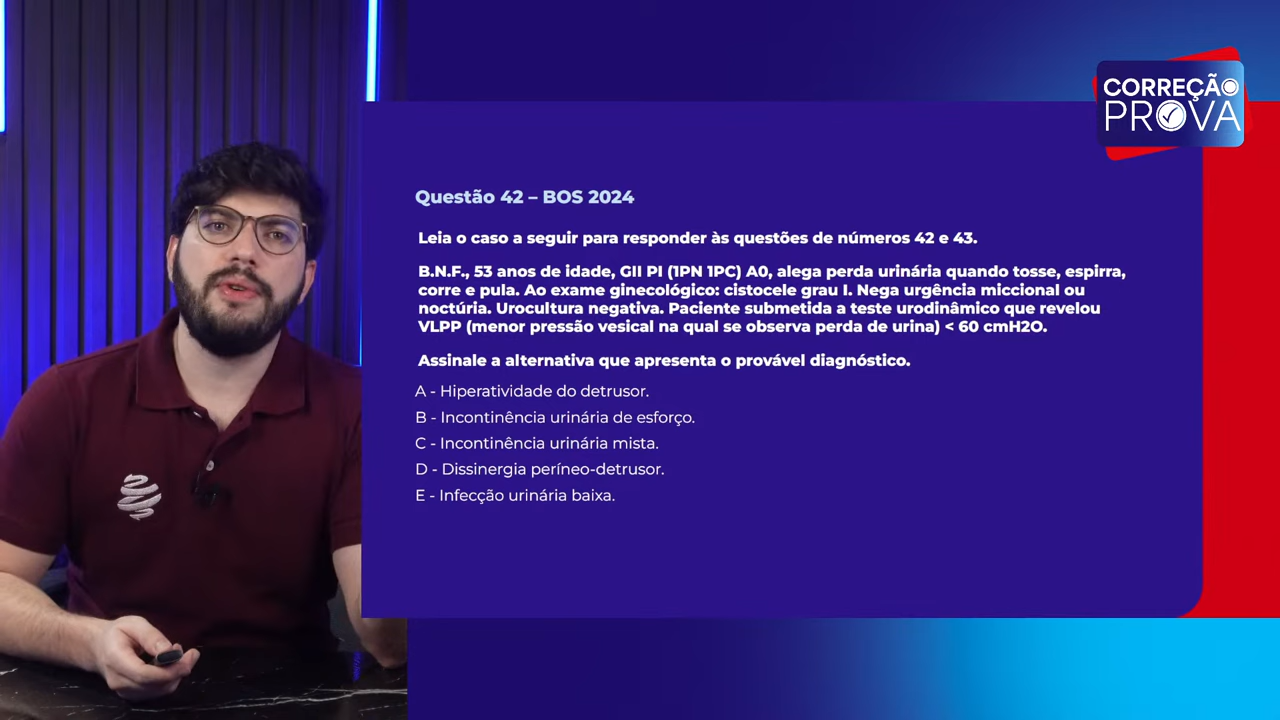 CORREÇÃO
PROVA
Questão 42 – BOS 2024
Leia o caso a seguir para responder às questões de números 42 e 43.
B.N.F., 53 anos de idade, GII PI (1PN 1PC) A0, alega perda urinária quando tosse, espirra,
corre e pula. Ao exame ginecológico: cistocele grau I. Nega urgência miccional ou
noctúria. Urocultura negativa. Paciente submetida a teste urodinâmico que revelou
VLPP (menor pressão vesical na qual se observa perda de urina) < 60 cmH2O.
Assinale a alternativa que apresenta o provável diagnóstico.
A - Hiperatividade do detrusor.
B - Incontinência urinária de esforço.
C - Incontinência urinária mista.
D - Dissinergia períneo-detrusor.
E - Infecção urinária baixa.